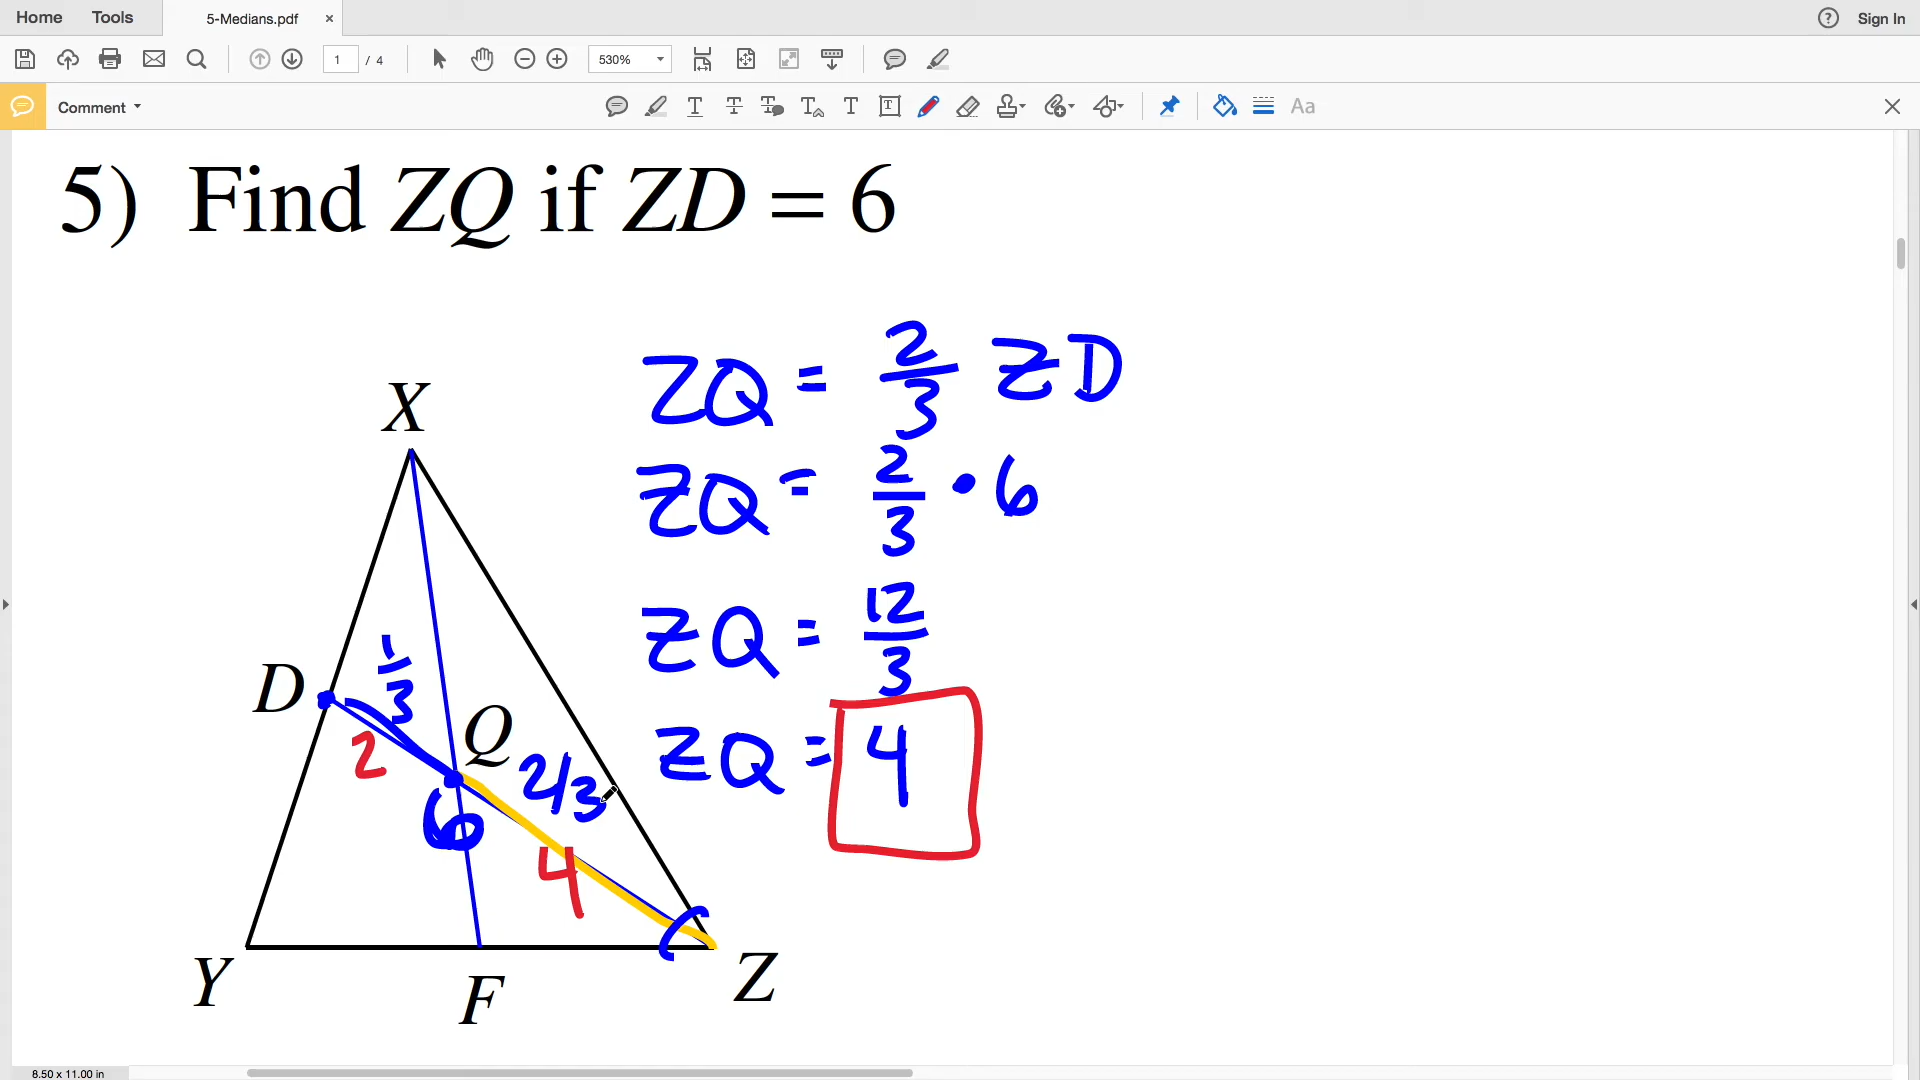 Home Tools 5-Medians.pdf × ? Sign In
1 / 4 530%
Comment T T T T T T Aa
5) Find ZQ if ZD = 6
ZQ = 2/3 ZD
X
ZQ = 2/3 • 6
ZQ = 12/3
1/3
D
Q
2
2/3
ZQ = 4
6
4
Y
F
Z
8.50 x 11.00 in